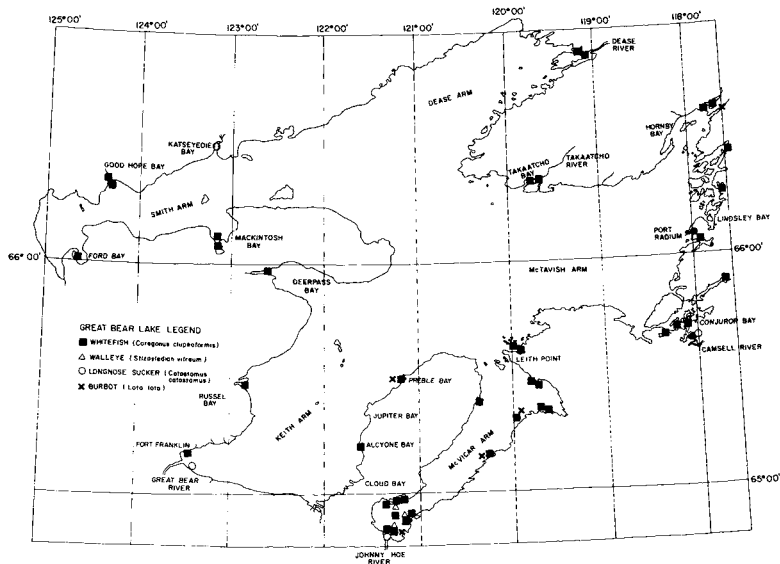 125°00'
124°00'
123°00'
122°00'
121°00'
120°00'
119°00'
118°00'
DEASE
RIVER
DEASE ARM
HORNBY
BAY
KATSEYEDIE
BAY
GOOD HOPE BAY
TAKAATCHO
BAY
TAKAATCHO
RIVER
SMITH ARM
LINDSLEY BAY
PORT
RADIUM
MACKINTOSH
BAY
66°00'
FORD BAY
66°00'
McTAVISH ARM
DEERPASS
BAY
GREAT BEAR LAKE LEGEND
WHITEFISH (Coregonus clupeaformis)
WALLEYE (Stizostedion vitreum)
LONGNOSE SUCKER (Catostomus
catostomus)
BURBOT (Lota lota)
CONJUROR BAY
CAMSELL RIVER
LEITH POINT
PREBLE BAY
RUSSEL
BAY
KEITH ARM
JUPITER BAY
McVICAR ARM
FORT FRANKLIN
ALCYONE BAY
GREAT BEAR
RIVER
CLOUD BAY
65°00'
JOHNNY HOE
RIVER